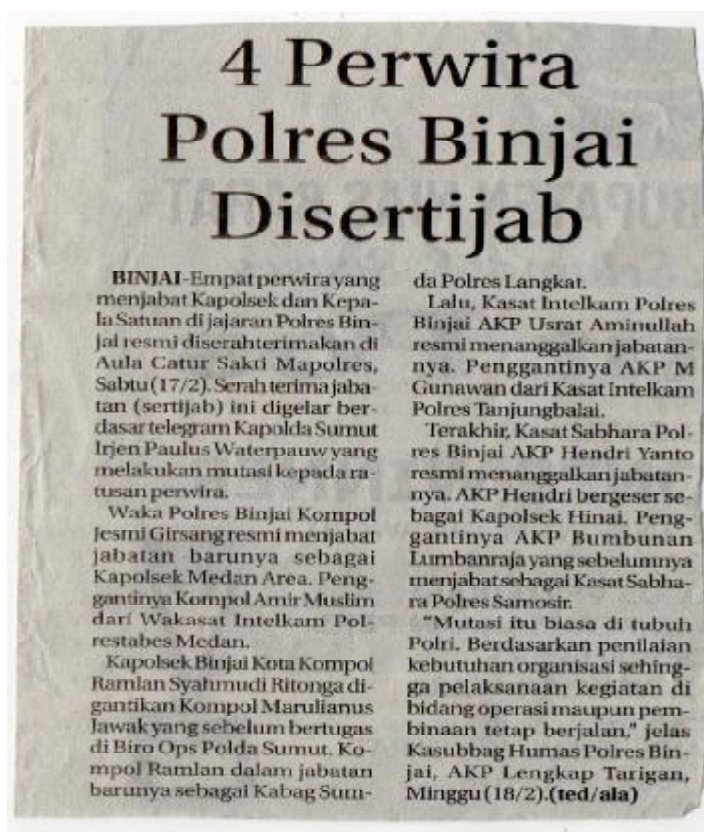 4 Perwira
Polres Binjai
Disertijab
BINJAI-Empat perwira yang
menjabat Kapolsek dan Kepa-
la Satuan di jajaran Polres Bin-
jai resmi diserahterimakan di
Aula Catur Sakti Mapolres,
Sabtu (17/2). Serah terima jaba-
tan (sertijab) ini digelar ber-
dasar telegram Kapolda Sumut
Irjen Paulus Waterpauw yang
melakukan mutasi kepada ra-
tusan perwira.
Waka Polres Binjai Kompol
Jesmi Girsang resmi menjabat
jabatan barunya sebagai
Kapolsek Medan Area. Peng-
gantinya Kompol Amir Muslim
dari Wakasat Intelkam Pol-
restabes Medan.
Kapolsek Binjai Kota Kompol
Ramlan Syahmudi Ritonga di-
gantikan Kompol Marulianus
Jawak yang sebelum bertugas
di Biro Ops Polda Sumut. Ko-
mpol Ramlan dalam jabatan
barunya sebagai Kabag Sum-
da Polres Langkat.
Lalu, Kasat Intelkam Polres
Binjai AKP Usrat Aminullah
resmi menanggalkan jabatan-
nya. Penggantinya AKP M
Gunawan dari Kasat Intelkam
Polres Tanjungbalai.
Terakhir, Kasat Sabhara Pol-
res Binjai AKP Hendri Yanto
resmi menanggalkan jabatan-
nya. AKP Hendri bergeser se-
bagai Kapolsek Hinai. Peng-
gantinya AKP Bumbunan
Lumbanraja yang sebelumnya
menjabat sebagai Kasat Sabha-
ra Polres Samosir.
"Mutasi itu biasa di tubuh
Polri. Berdasarkan penilaian
kebutuhan organisasi sehing-
ga pelaksanaan kegiatan di
bidang operasi maupun pem-
binaan tetap berjalan," jelas
Kasubbag Humas Polres Bin-
jai, AKP Lengkap Tarigan,
Minggu (18/2).(ted/ala)